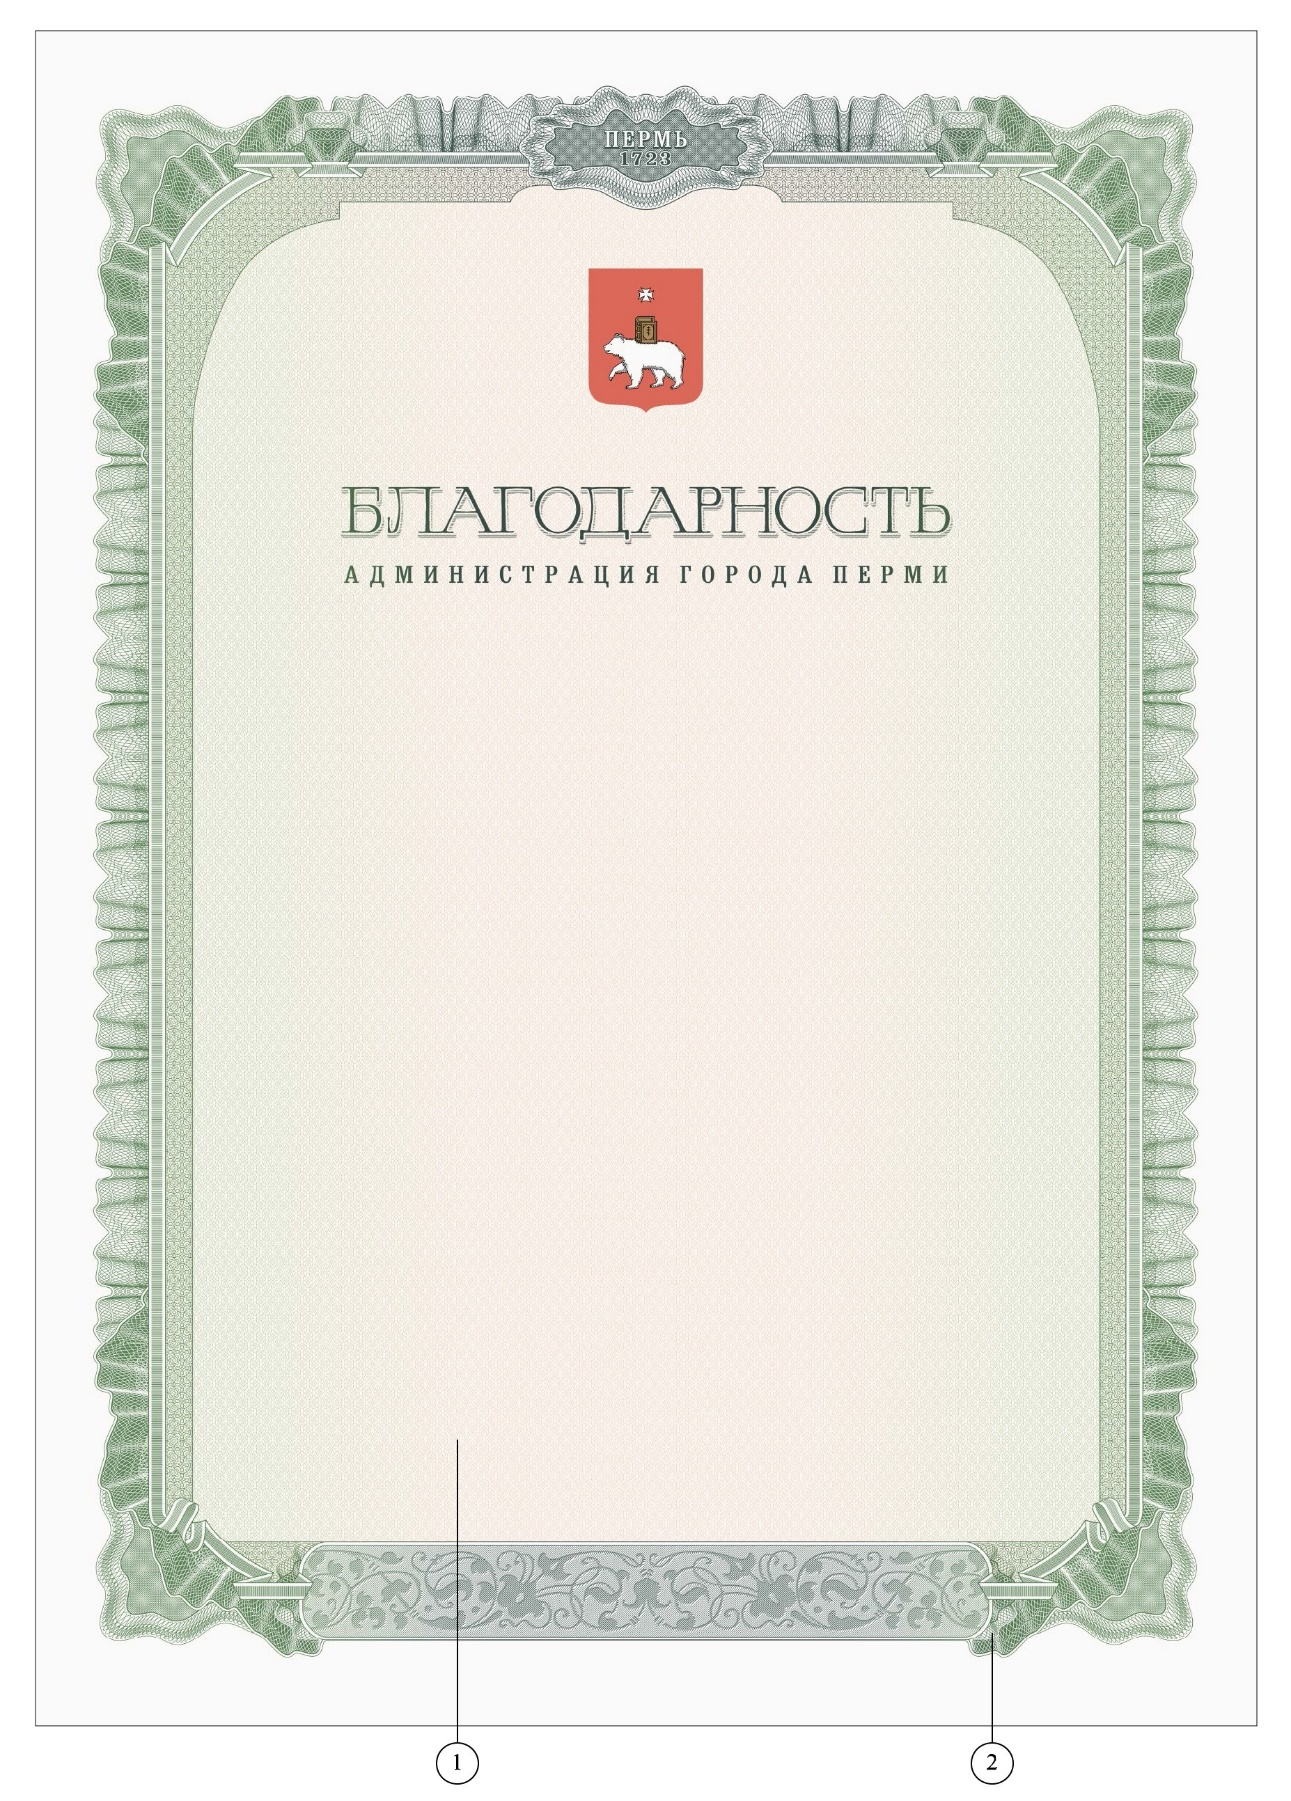 ПЕРМЬ
1723
БЛАГОДАРНОСТЬ
АДМИНИСТРАЦИЯ ГОРОДА ПЕРМИ
1
2